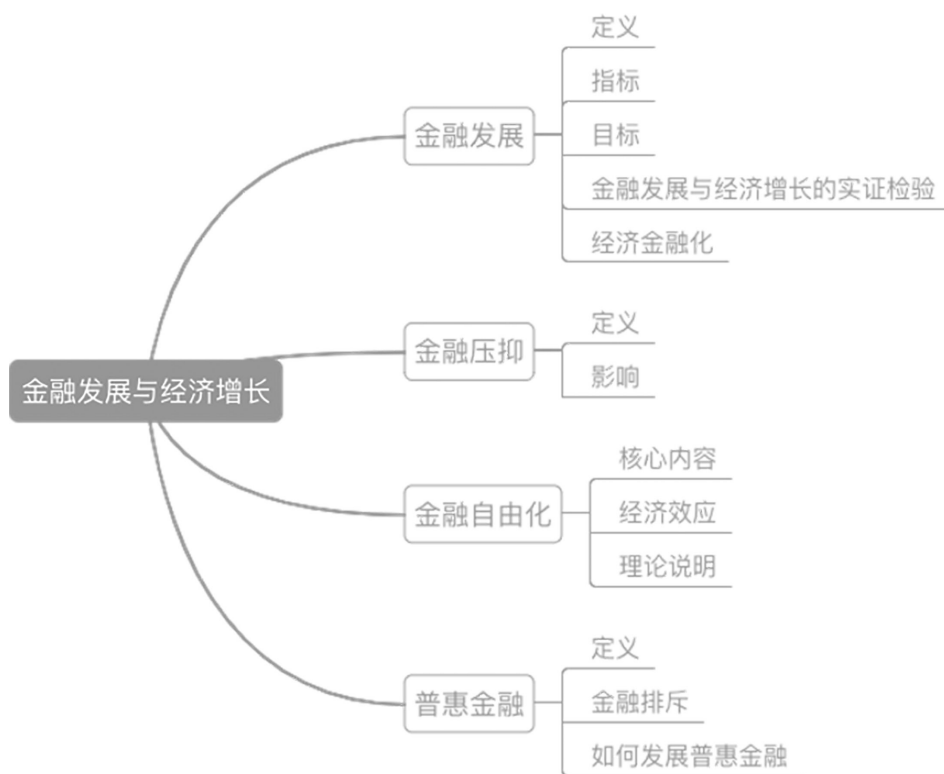 金融发展与经济增长
金融发展
定义
指标
目标
金融发展与经济增长的实证检验
经济金融化
金融压抑
定义
影响
金融自由化
核心内容
经济效应
理论说明
普惠金融
定义
金融排斥
如何发展普惠金融